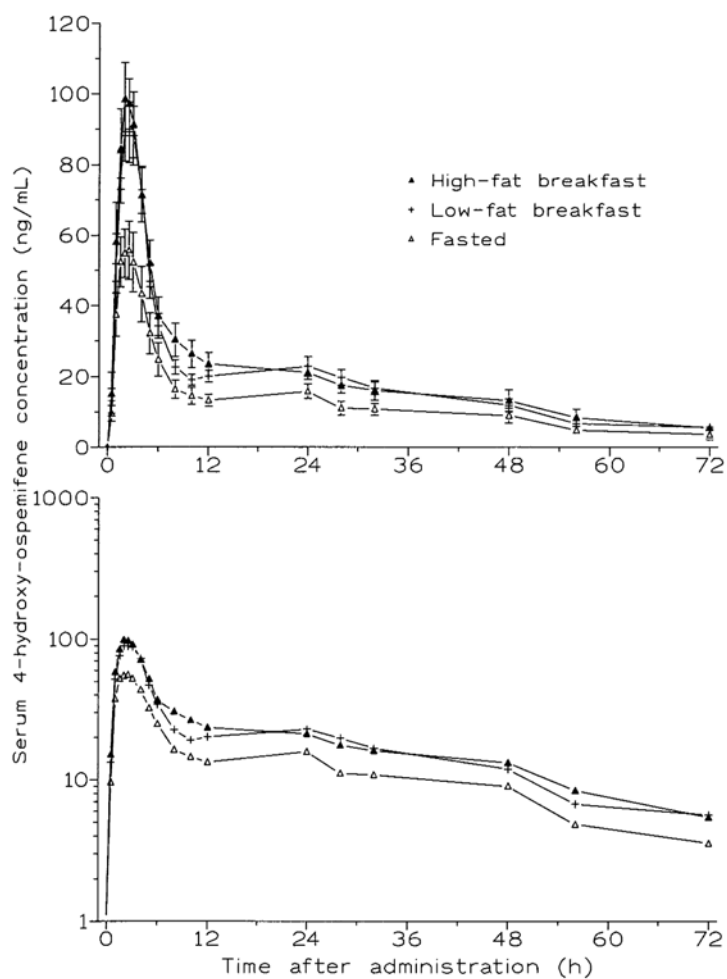 Serum 4-hydroxy-ospemifene concentration (ng/mL)
120
100
80
60
40
20
0
High-fat breakfast
Low-fat breakfast
Fasted
0 12 24 36 48 60 72
1000
100
10
1
0 12 24 36 48 60 72
Time after administration (h)